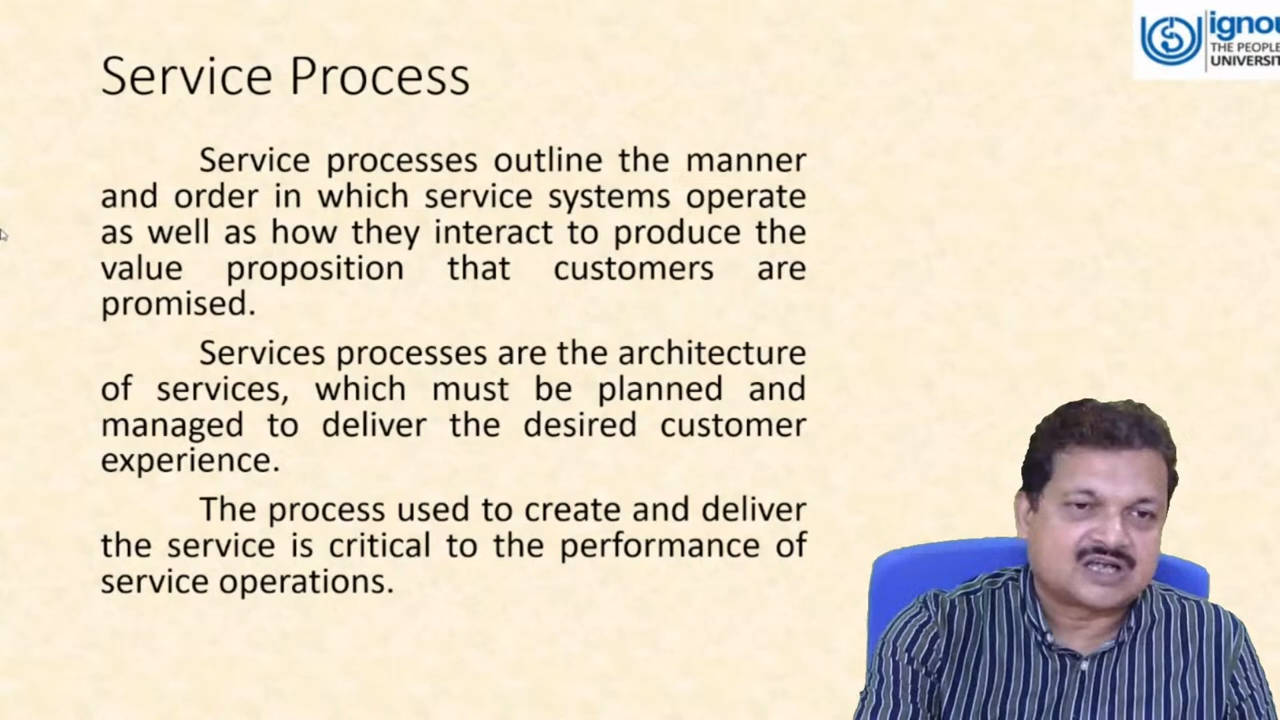 ignou
THE PEOPLE
UNIVERSIT
Service Process
Service processes outline the manner
and order in which service systems operate
as well as how they interact to produce the
value proposition that customers are
promised.
Services processes are the architecture
of services, which must be planned and
managed to deliver the desired customer
experience.
The process used to create and deliver
the service is critical to the performance of
service operations.